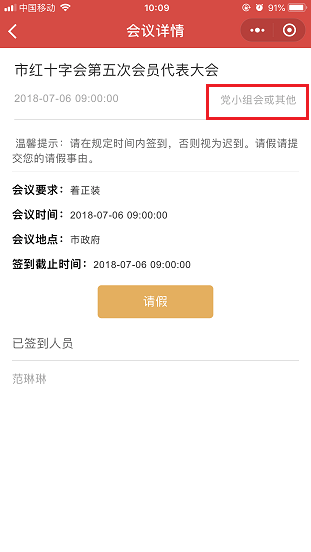 中国移动 10:09 91%
会议详情
市红十字会第五次会员代表大会
2018-07-06 09:00:00 党小组会或其他
温馨提示：请在规定时间内签到，否则视为迟到。请假请提
交您的请假事由。
会议要求：着正装
会议时间：2018-07-06 09:00:00
会议地点：市政府
签到截止时间：2018-07-06 09:00:00
请假
已签到人员
范琳琳